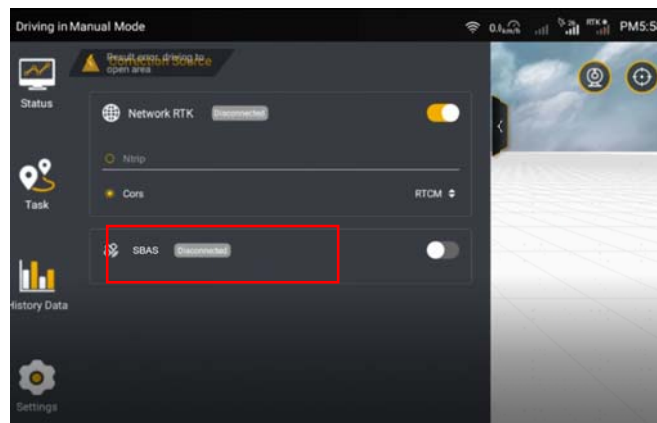 Driving in Manual Mode
0.0 km/h
RTK
PM5:5
Result error, driving to
open area
Correction Source
Status
Network RTK Disconnected
Ntrip
Cors RTCM
Task
SBAS Disconnected
History Data
Settings